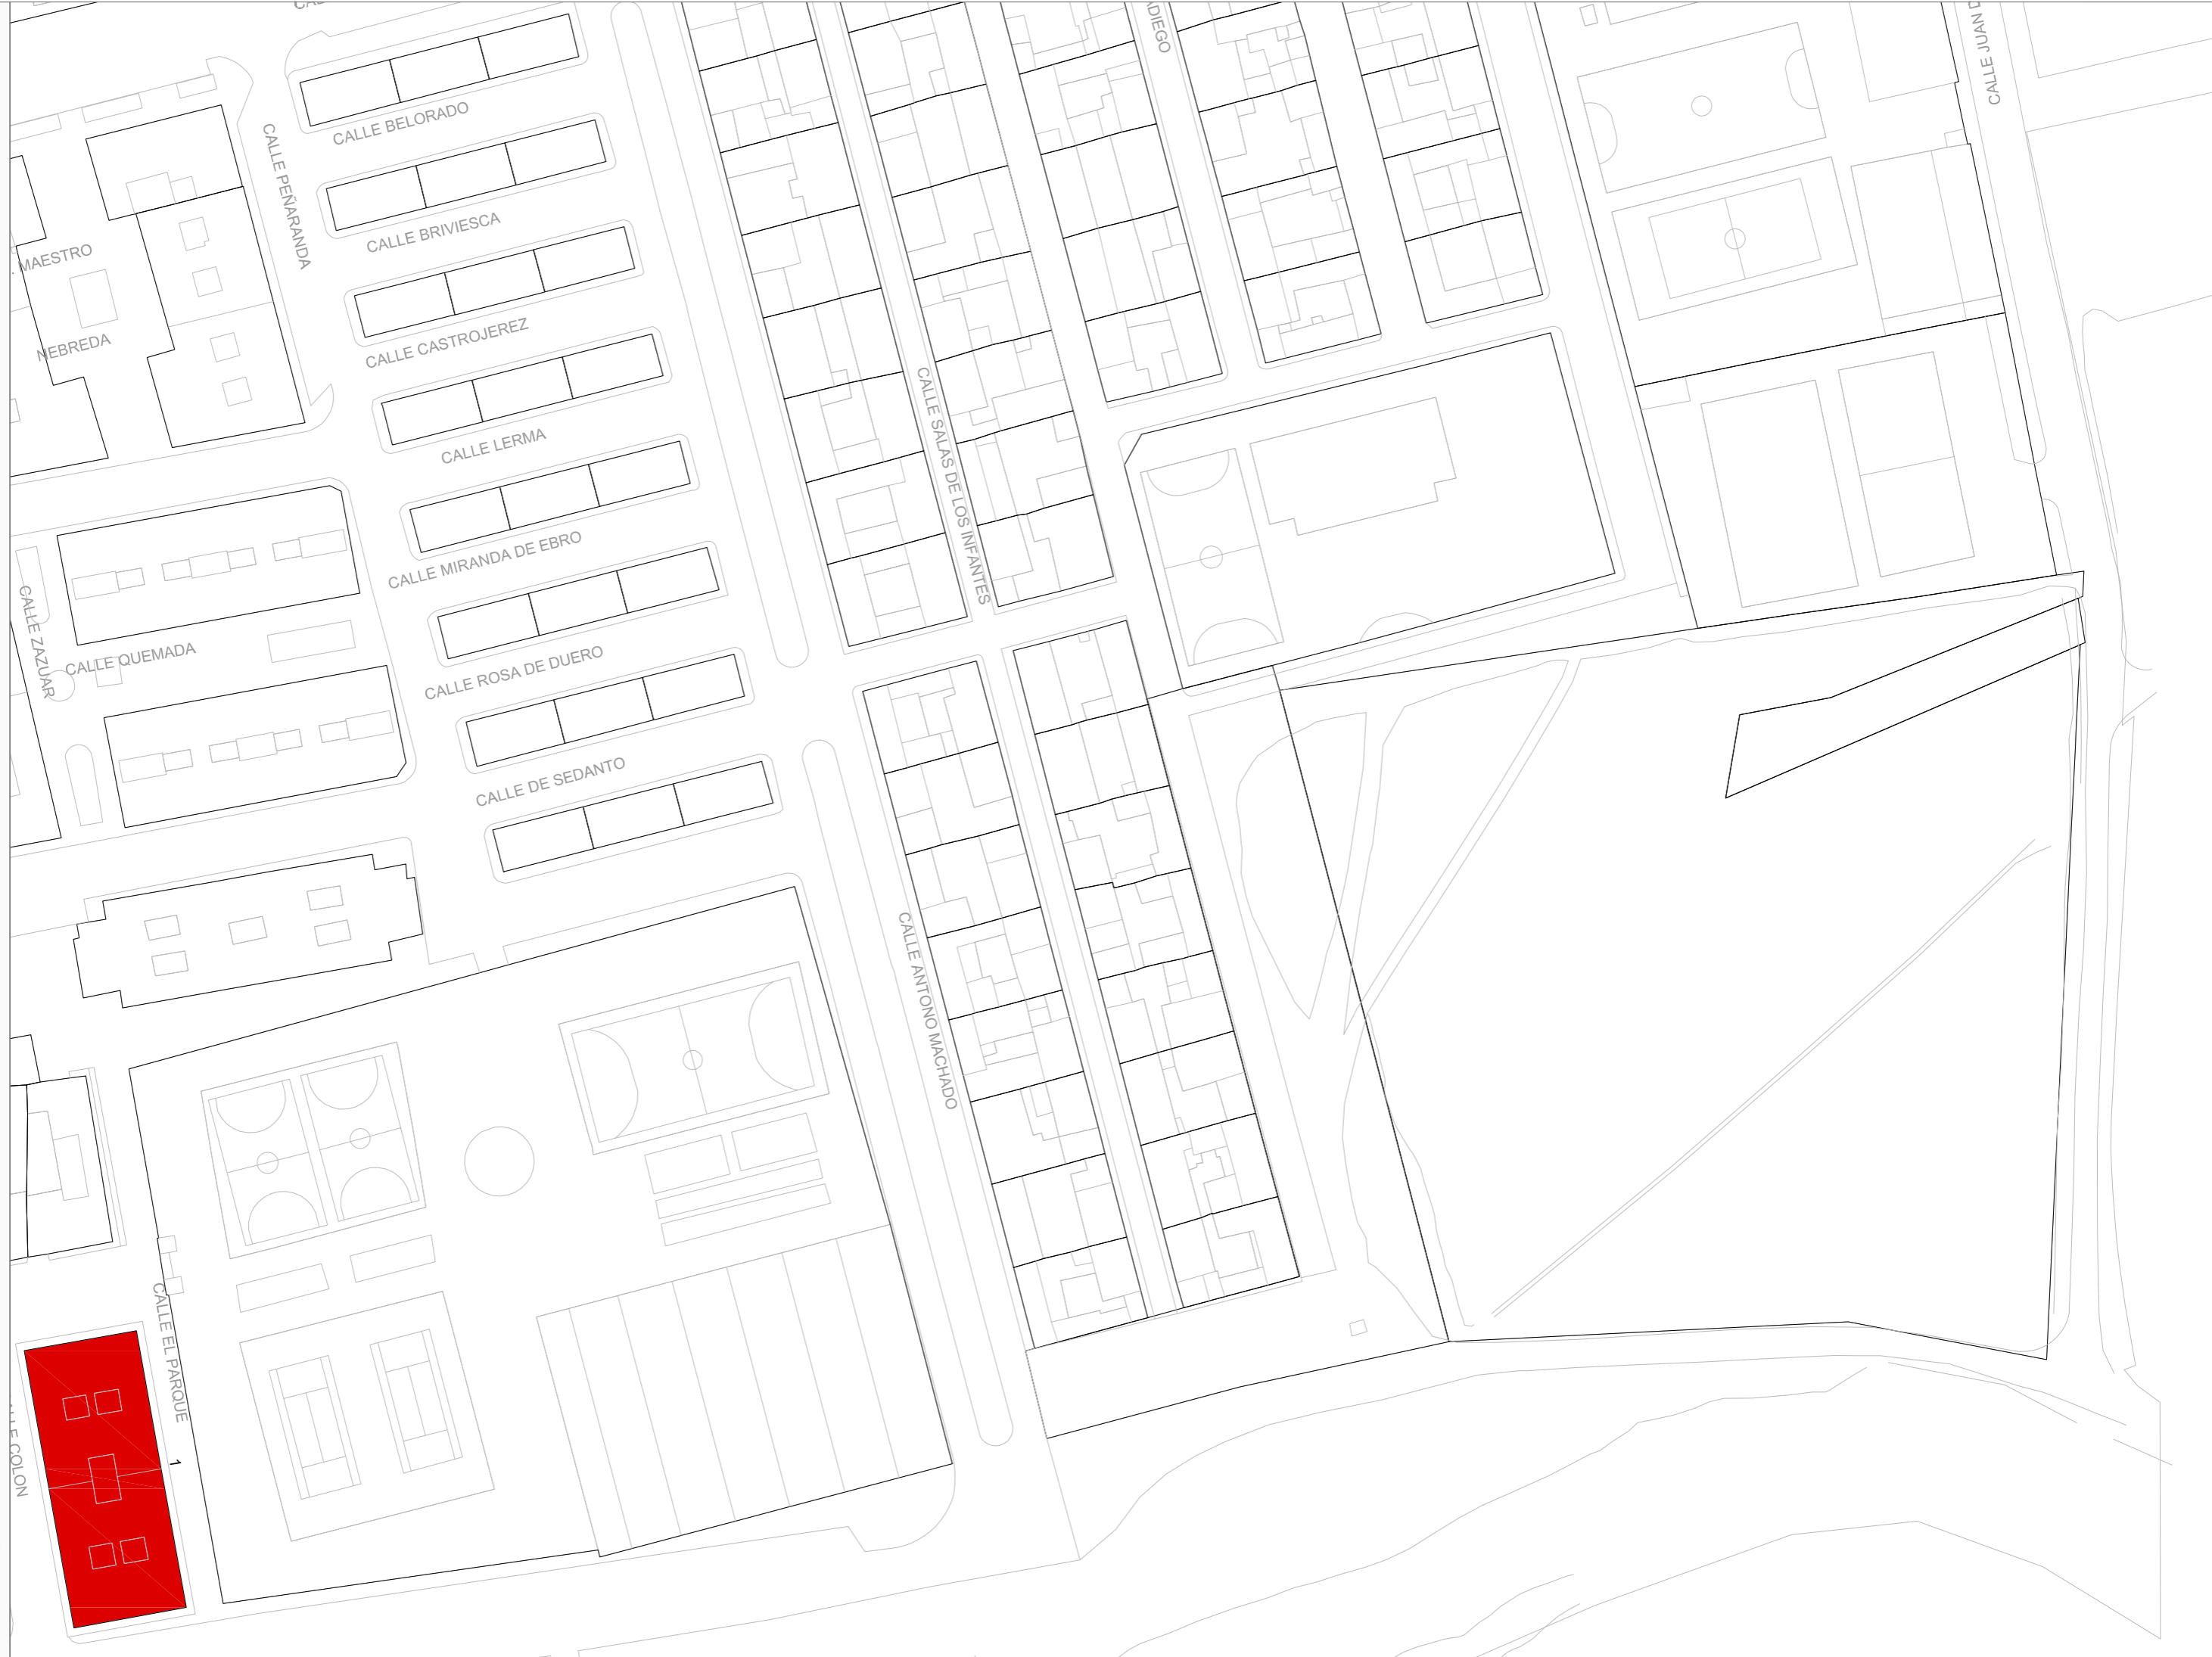 CALLE JUAN
CALLE BELORADO
CALLE PEÑARANDA
CALLE BRIVIESCA
MAESTRO
CALLE CASTROJEREZ
NEBREDA
CALLE LERMA
CALLE SALAS DE LOS INFANTES
CALLE MIRANDA DE EBRO
CALLE ZAZUAR
CALLE QUEMADA
CALLE ROSA DE DUERO
CALLE DE SEDANTO
CALLE ANTONO MACHADO
CALLE EL PARQUE
1
COLON